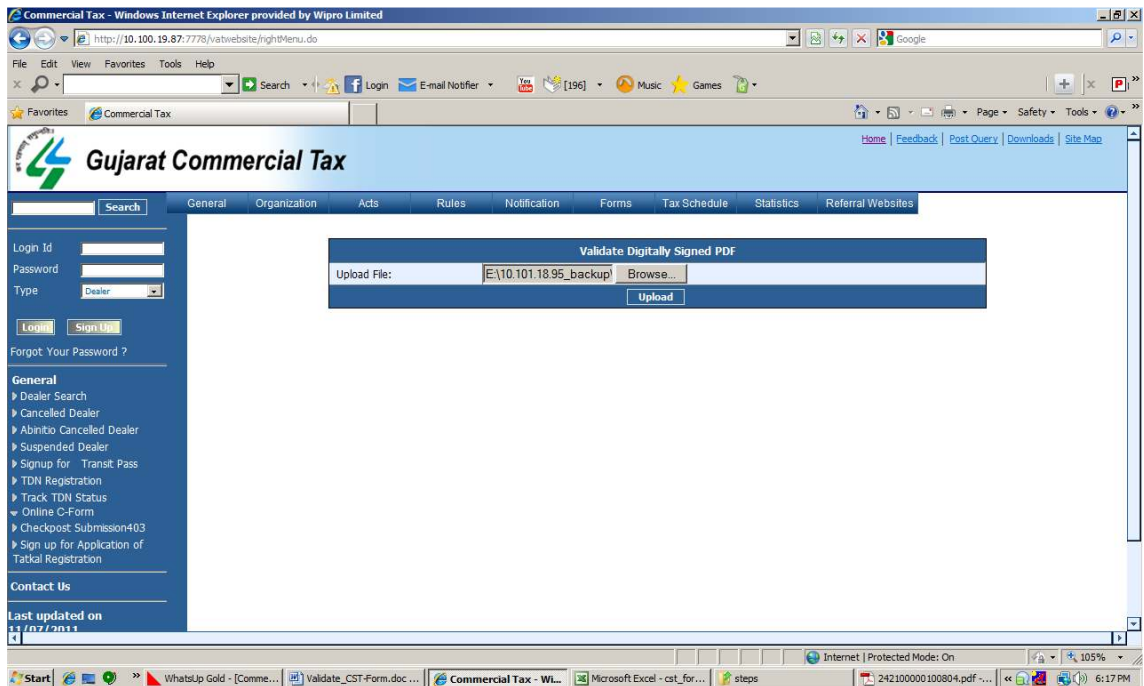 Commercial Tax - Windows Internet Explorer provided by Wipro Limited
http://10.100.19.87:7778/vatwebsite/rightMenu.do
Google
File Edit View Favorites Tools Help
Search Login E-mail Notifier You Tube [196] Music Games
Favorites Commercial Tax Page Safety Tools
Gujarat Commercial Tax
Home | Feedback | Post Query | Downloads | Site Map
Search General Organization Acts Rules Notification Forms Tax Schedule Statistics Referral Websites
Login Id
Password
Type Dealer
Login Sign Up
Forgot Your Password ?
Validate Digitally Signed PDF
Upload File: E:\10.101.18.95_backup\ Browse...
Upload
General
Dealer Search
Cancelled Dealer
Abinitio Cancelled Dealer
Suspended Dealer
Signup for Transit Pass
TDN Registration
Track TDN Status
Online C-Form
Checkpost Submission403
Sign up for Application of
Tatkal Registration
Contact Us
Last updated on
11/07/2011
Internet | Protected Mode: On 105%
Start WhatsUp Gold - [Comme... Validate_CST-Form.doc ... Commercial Tax - Wi... Microsoft Excel - cst_for... steps 242100000100804.pdf -... 6:17 PM